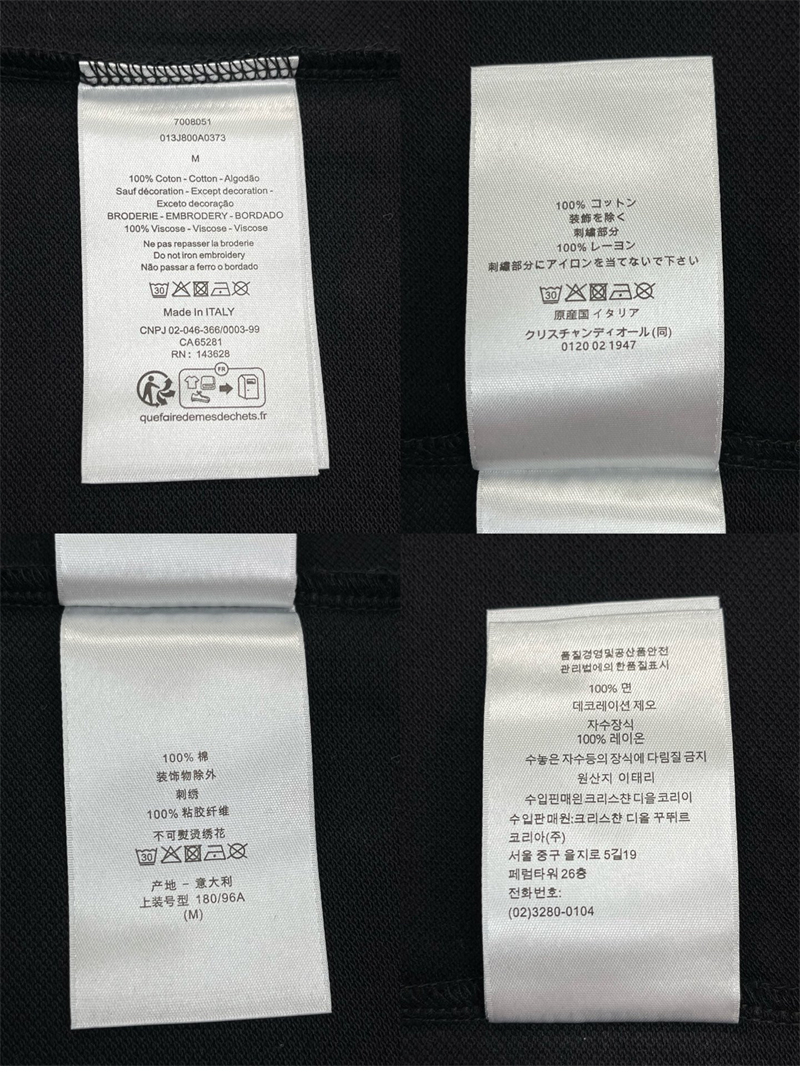 7008051
013J800A0373
M
100% Coton - Cotton - Algodão
Sauf décoration - Except decoration -
Exceto decoração
BRODERIE - EMBRODERY - BORDADO
100% Viscose - Viscose - Viscose
Ne pas repasser la broderie
Do not iron embroidery
Não passar a ferro o bordado
30
Made In ITALY
CNPJ 02-046-366/0003-99
CA 65281
RN : 143628
FR
quefairedemesdechets.fr
100% コットン
装飾を除く
刺繡部分
100% レーヨン
刺繡部分にアイロンを当てないで下さい
30
原産国 イタリア
クリスチャンディオール(同)
0120 02 1947
100% 棉
装饰物除外
刺绣
100% 粘胶纤维
不可熨烫绣花
30
产地 - 意大利
上装号型 180/96A
(M)
품질경영및공산품안전
관리법에의한품질표시
100% 면
데코레이션 제오
자수장식
100% 레이온
수놓은 자수등의 장식에 다림질 금지
원산지 이태리
수입판매왼크리스챤 디올 코리이
수입판매원:크리스챤 디올 꾸뛰르
코리아(주)
서울 중구 을지로 5길19
페럼타워 26층
전화번호:
(02)3280-0104